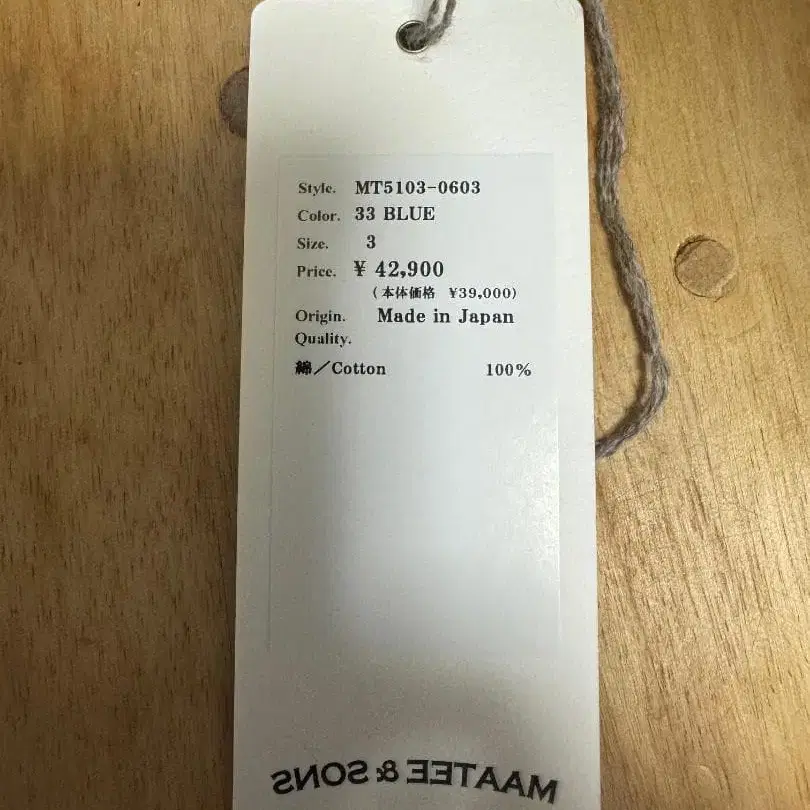 Style. MT5103-0603
Color. 33 BLUE
Size. 3
Price. ¥ 42,900
(本体価格 ¥39,000)
Origin. Made in Japan
Quality.
綿／Cotton 100%
MAATEE & SONS